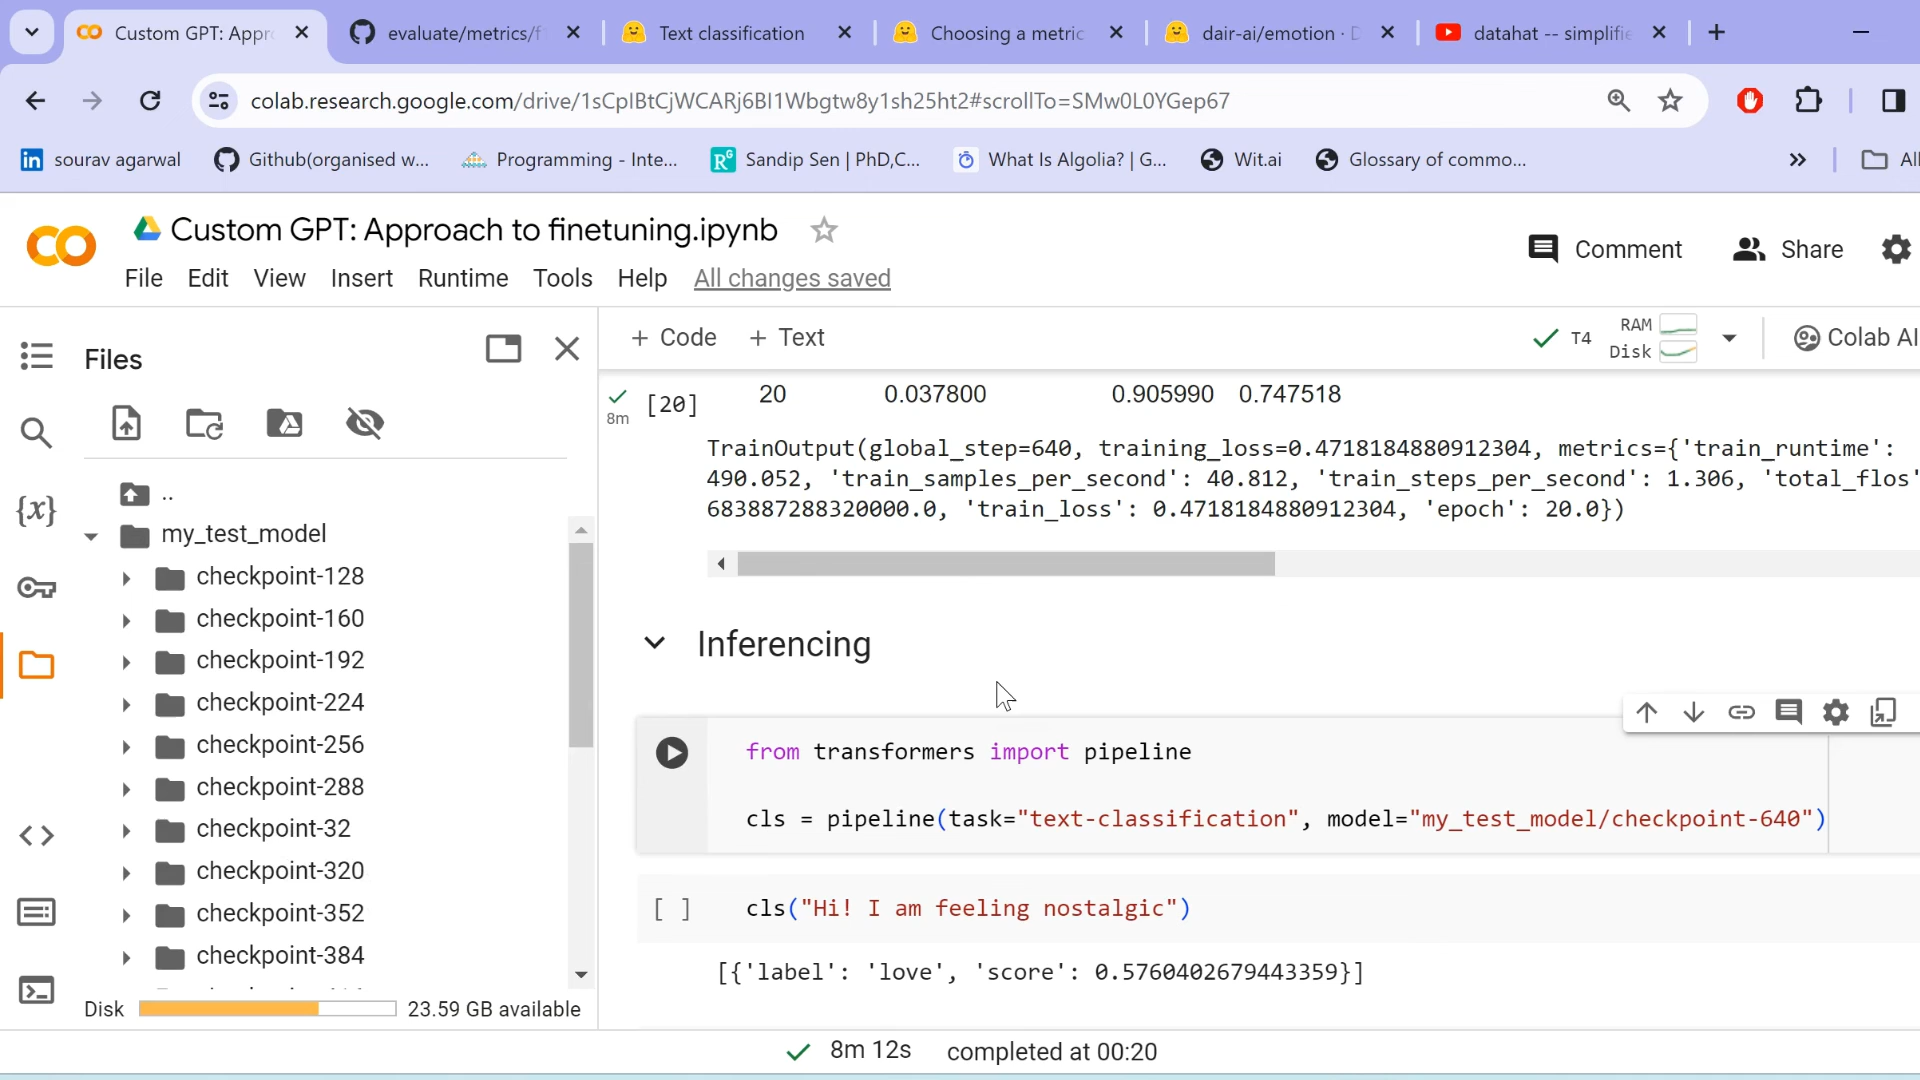 Custom GPT: Appr
evaluate/metrics/f
Text classification
Choosing a metric
dair-ai/emotion · D
datahat -- simplifie
colab.research.google.com/drive/1sCpIBtCjWCARj6BI1Wbgtw8y1sh25ht2#scrollTo=SMw0L0YGep67
in sourav agarwal
Github(organised w...
Programming - Inte...
RG Sandip Sen | PhD,C...
What Is Algolia? | G...
Wit.ai
Glossary of commo...
All
Custom GPT: Approach to finetuning.ipynb
File Edit View Insert Runtime Tools Help All changes saved
Comment
Share
Files
+ Code + Text
T4
RAM
Disk
Colab AI
..
my_test_model
checkpoint-128
checkpoint-160
checkpoint-192
checkpoint-224
checkpoint-256
checkpoint-288
checkpoint-32
checkpoint-320
checkpoint-352
checkpoint-384
Disk 23.59 GB available
8m
[20]
20 0.037800 0.905990 0.747518
TrainOutput(global_step=640, training_loss=0.4718184880912304, metrics={'train_runtime':
490.052, 'train_samples_per_second': 40.812, 'train_steps_per_second': 1.306, 'total_flos'
683887288320000.0, 'train_loss': 0.4718184880912304, 'epoch': 20.0})
Inferencing
from transformers import pipeline
cls = pipeline(task="text-classification", model="my_test_model/checkpoint-640")
[ ] cls("Hi! I am feeling nostalgic")
[{'label': 'love', 'score': 0.5760402679443359}]
8m 12s completed at 00:20